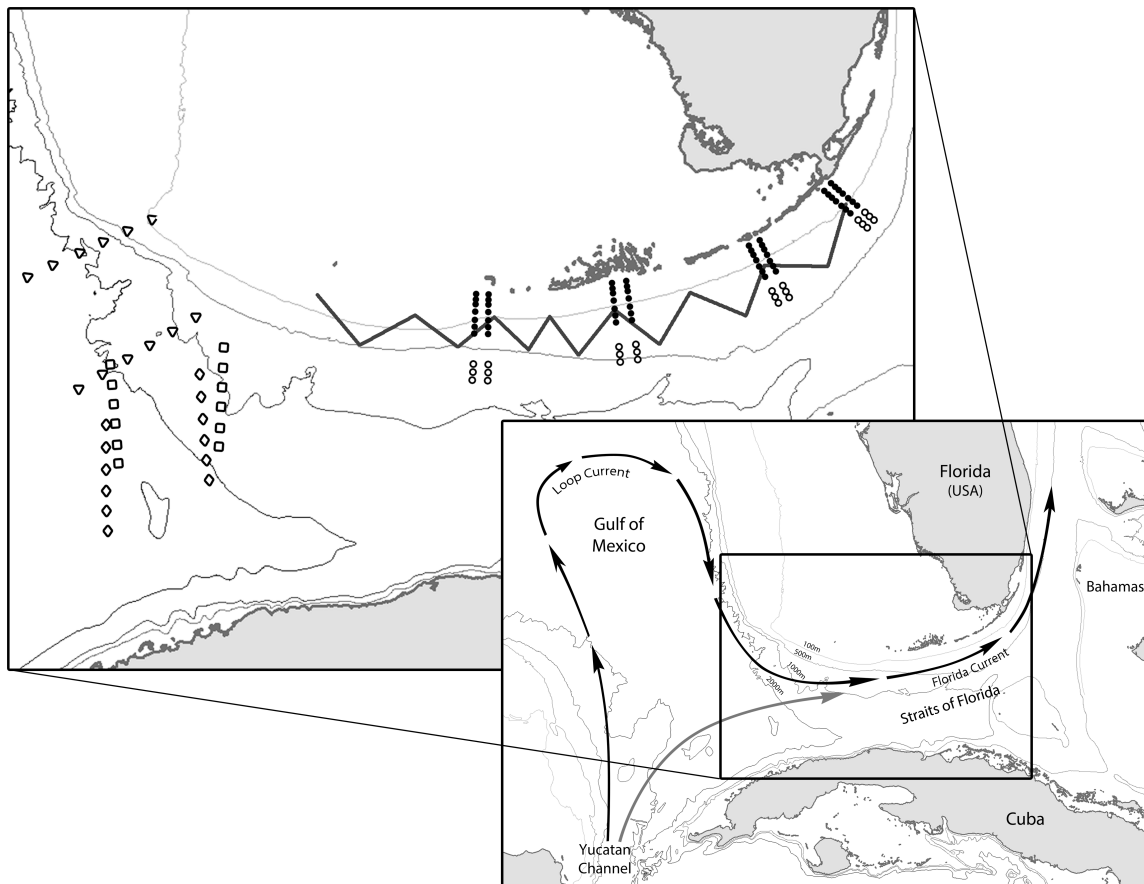 Florida
(USA)
Loop Current
Gulf of
Mexico
Bahamas
100m
500m
1000m
2000m
Florida Current
Straits of Florida
Cuba
Yucatan
Channel